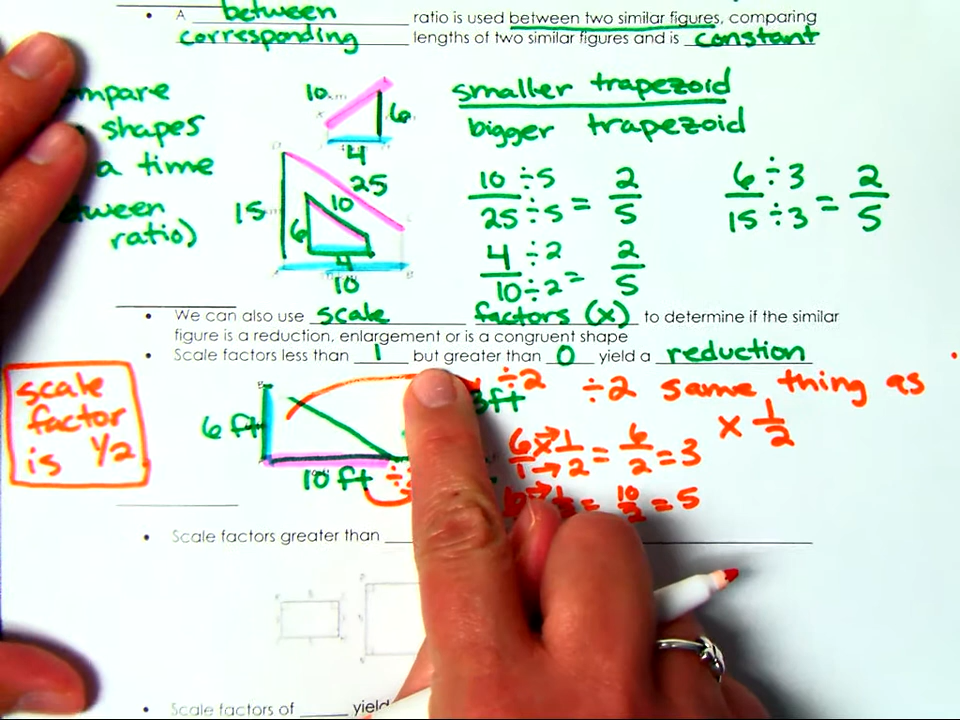 A between ratio is used between two similar figures, comparing
corresponding lengths of two similar figures and is constant
shapes
a time
ratio)
10
6
4
25
15
10
6
4
10
smaller trapezoid
bigger trapezoid
10 ÷5 / 25 ÷5 = 2/5
6 ÷3 / 15 ÷3 = 2/5
4 ÷2 / 10 ÷2 = 2/5
We can also use scale factors (x) to determine if the similar
figure is a reduction, enlargement or is a congruent shape
Scale factors less than 1 but greater than 0 yield a reduction
scale
factor
is 1/2
6 ft
10 ft
÷2
3ft
÷2 same thing as
x 1/2
6/1 x 1/2 = 6/2 = 3
= 10/2 = 5
Scale factors greater than
Scale factors of yield